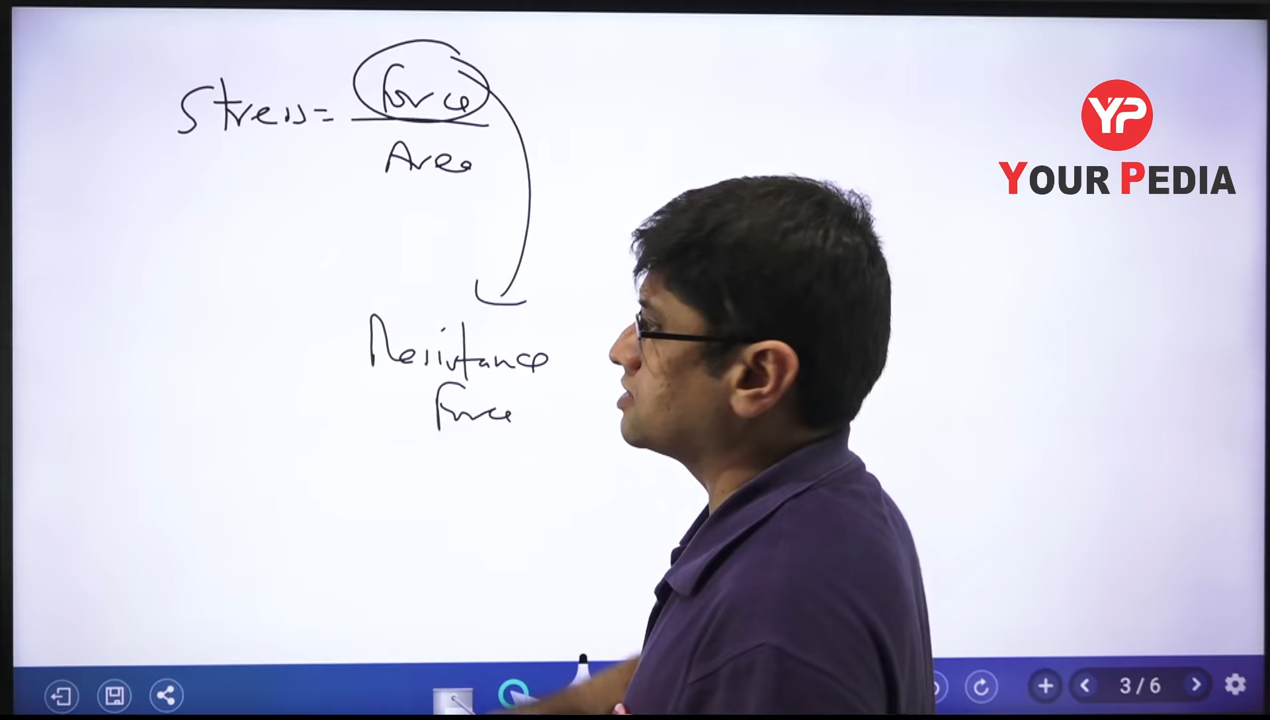 Stress = Force
Area
Resistance
Force
YP
YOUR PEDIA
3 / 6